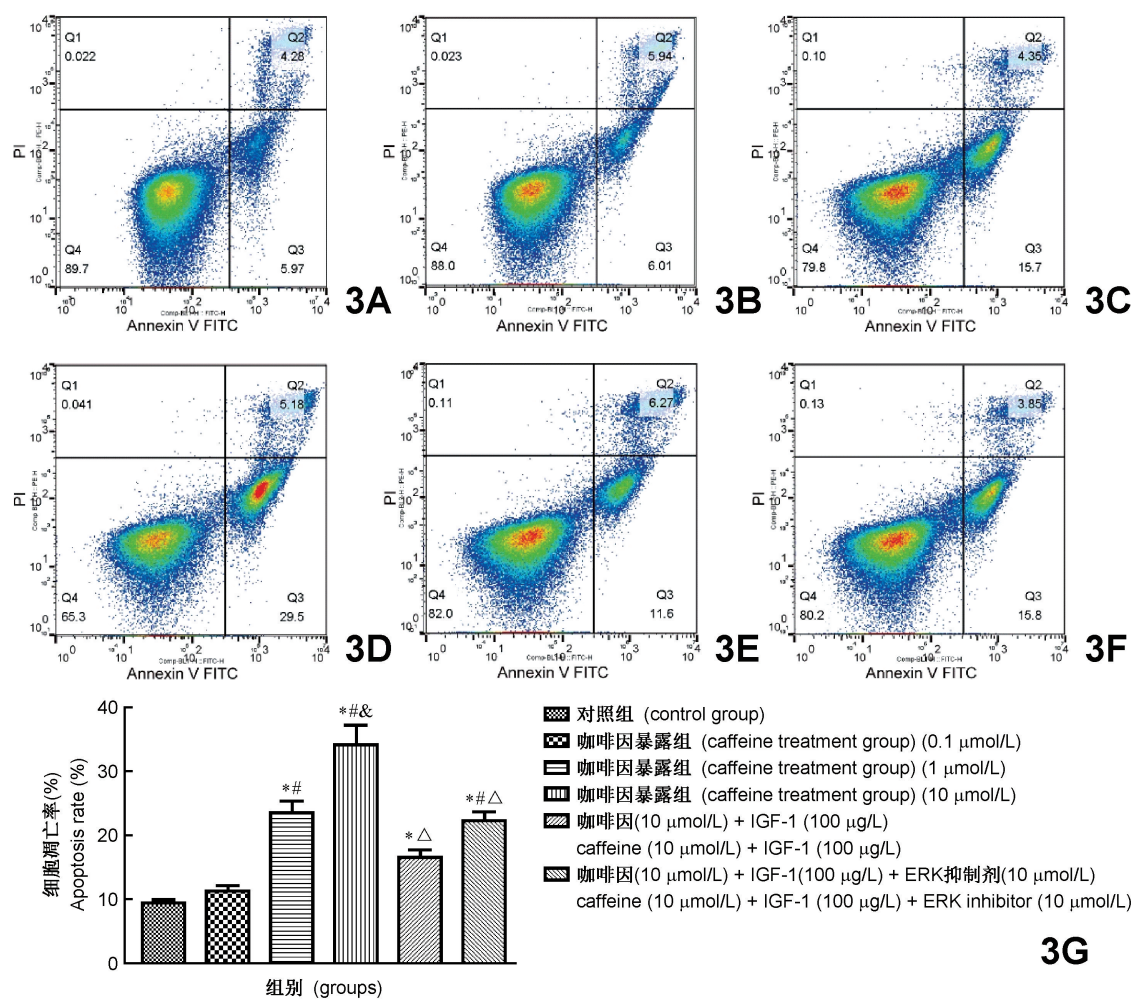 Q1
0.022
Q2
4.28
Q4
89.7
Q3
5.97
PI
Comp-BL1-H :: FITC-H
Annexin V FITC
3A
Q1
0.023
Q2
5.94
Q4
88.0
Q3
6.01
PI
Annexin V FITC
3B
Q1
0.10
Q2
4.35
Q4
79.8
Q3
15.7
PI
Annexin V FITC
3C
Q1
0.041
Q2
5.18
Q4
65.3
Q3
29.5
PI
Annexin V FITC
3D
Q1
0.11
Q2
6.27
Q4
82.0
Q3
11.6
PI
Annexin V FITC
3E
Q1
0.13
Q2
3.85
Q4
80.2
Q3
15.8
PI
Annexin V FITC
3F
细胞凋亡率(%)
Apoptosis rate (%)
40
30
20
10
0
*#
*#&
*△
*#△
组别 (groups)
对照组 (control group)
咖啡因暴露组 (caffeine treatment group) (0.1 μmol/L)
咖啡因暴露组 (caffeine treatment group) (1 μmol/L)
咖啡因暴露组 (caffeine treatment group) (10 μmol/L)
咖啡因(10 μmol/L) + IGF-1 (100 μg/L)
caffeine (10 μmol/L) + IGF-1 (100 μg/L)
咖啡因(10 μmol/L) + IGF-1(100 μg/L) + ERK抑制剂(10 μmol/L)
caffeine (10 μmol/L) + IGF-1 (100 μg/L) + ERK inhibitor (10 μmol/L)
3G